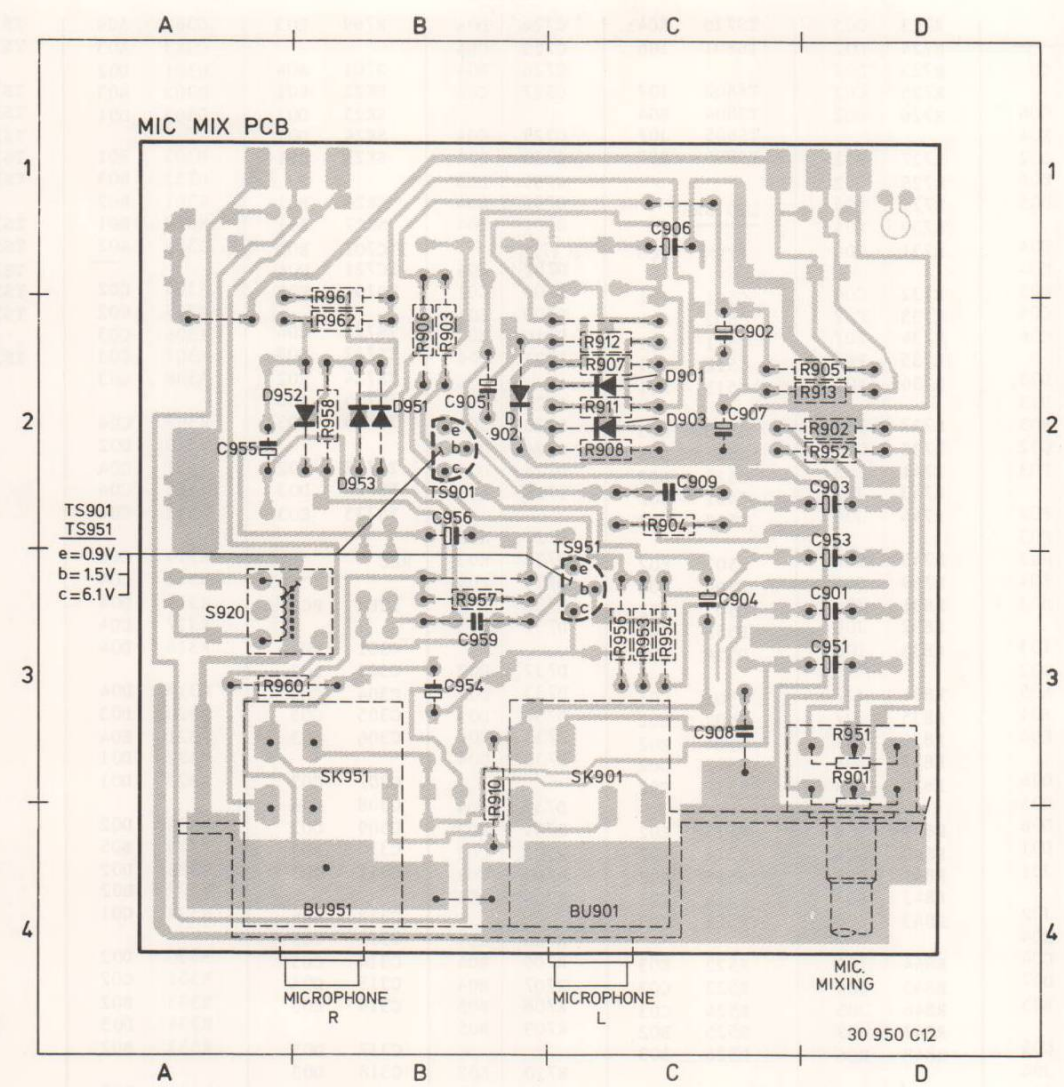 A B C D
MIC MIX PCB
1 1
C906
R961
R962
R906
R903
R912
C902
R907
D901
R905
R913
D952
R958
D951
C905
D
902
R911
D903
C907
R902
2 2
C955
e
b
c
R908
R952
D953
TS901
C909
C903
TS901
TS951
C956
R904
TS951
C953
e=0.9V
b=1.5V
c=6.1V
e
b
c
S920
R957
C904
C901
C959
R956
R953
R954
C951
3 3
R960
C954
C908
R951
SK951
SK901
R901
R910
BU951
BU901
4 4
MICROPHONE
R
MICROPHONE
L
MIC.
MIXING
30 950 C12
A B C D